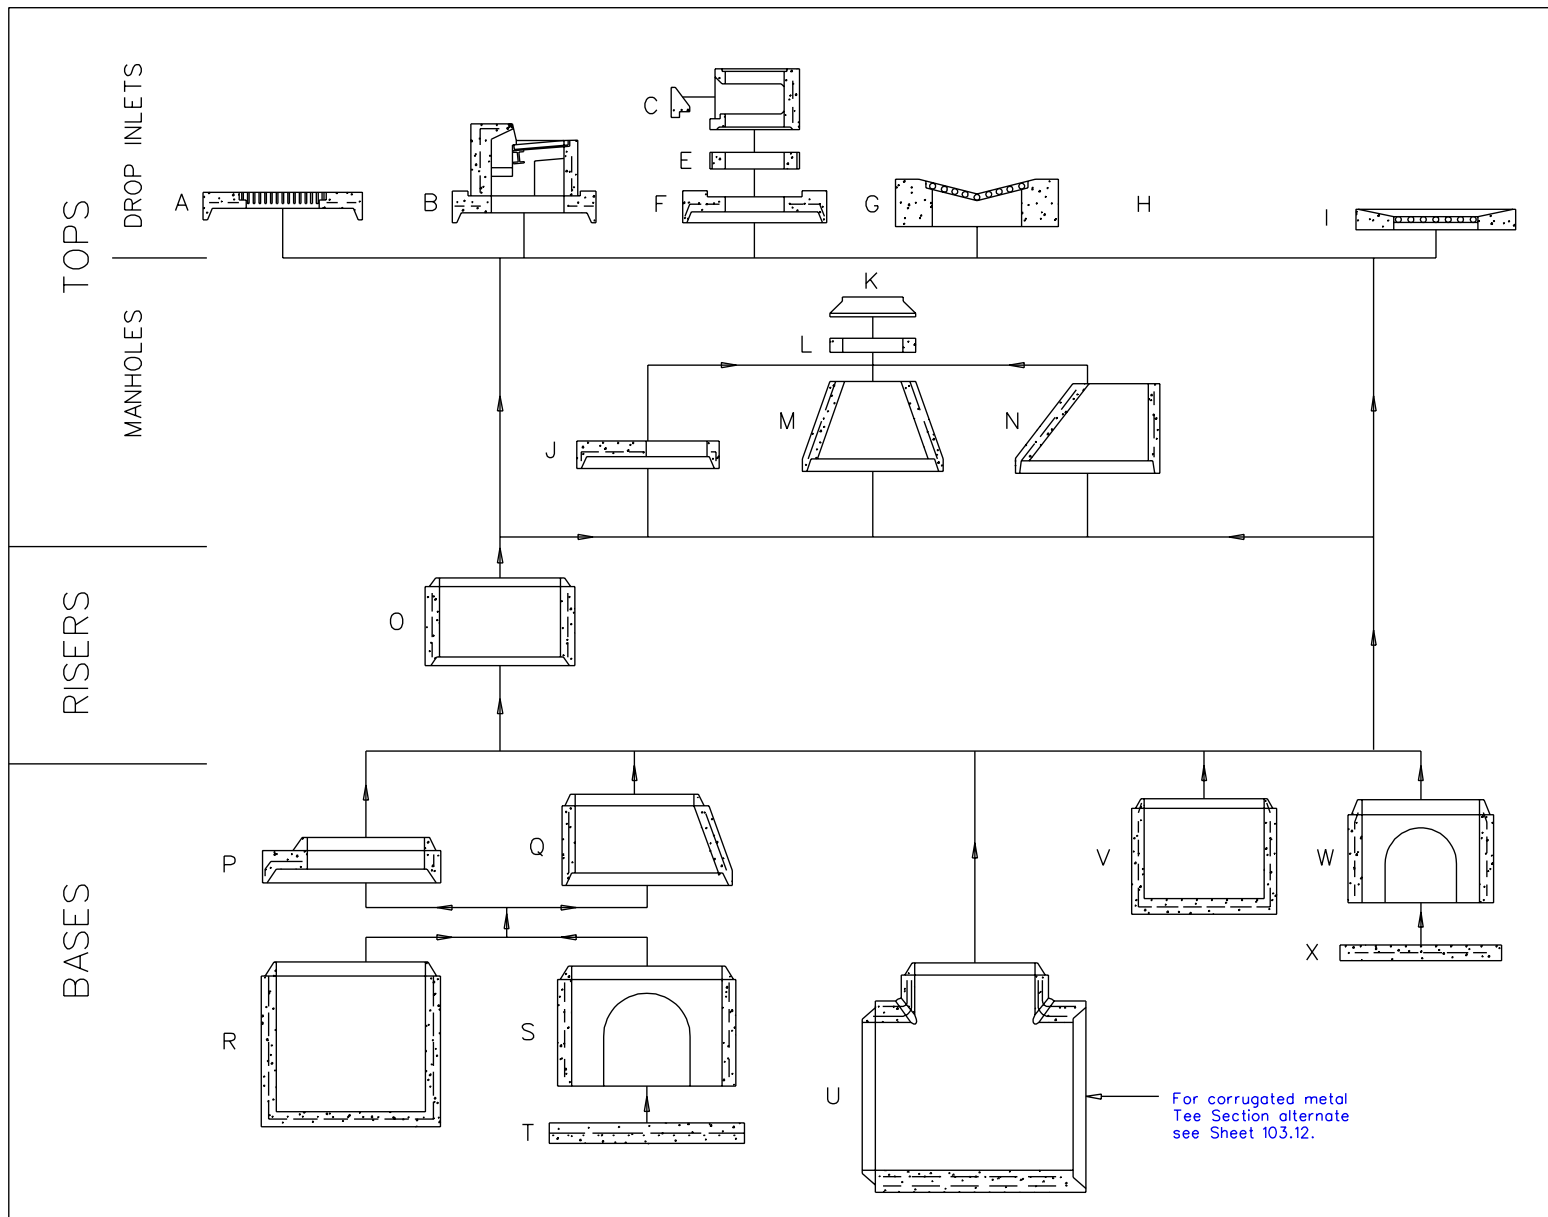 TOPS
DROP INLETS
MANHOLES
RISERS
BASES
A
B
C
E
F
G
H
I
K
L
J
M
N
O
P
Q
R
S
T
U
V
W
X
For corrugated metal
Tee Section alternate
see Sheet 103.12.